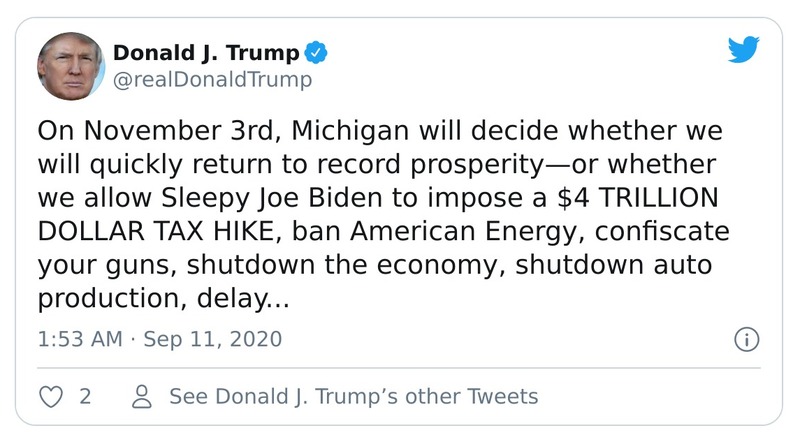 Donald J. Trump
@realDonaldTrump
On November 3rd, Michigan will decide whether we
will quickly return to record prosperity—or whether
we allow Sleepy Joe Biden to impose a $4 TRILLION
DOLLAR TAX HIKE, ban American Energy, confiscate
your guns, shutdown the economy, shutdown auto
production, delay...
1:53 AM · Sep 11, 2020
2 See Donald J. Trump’s other Tweets